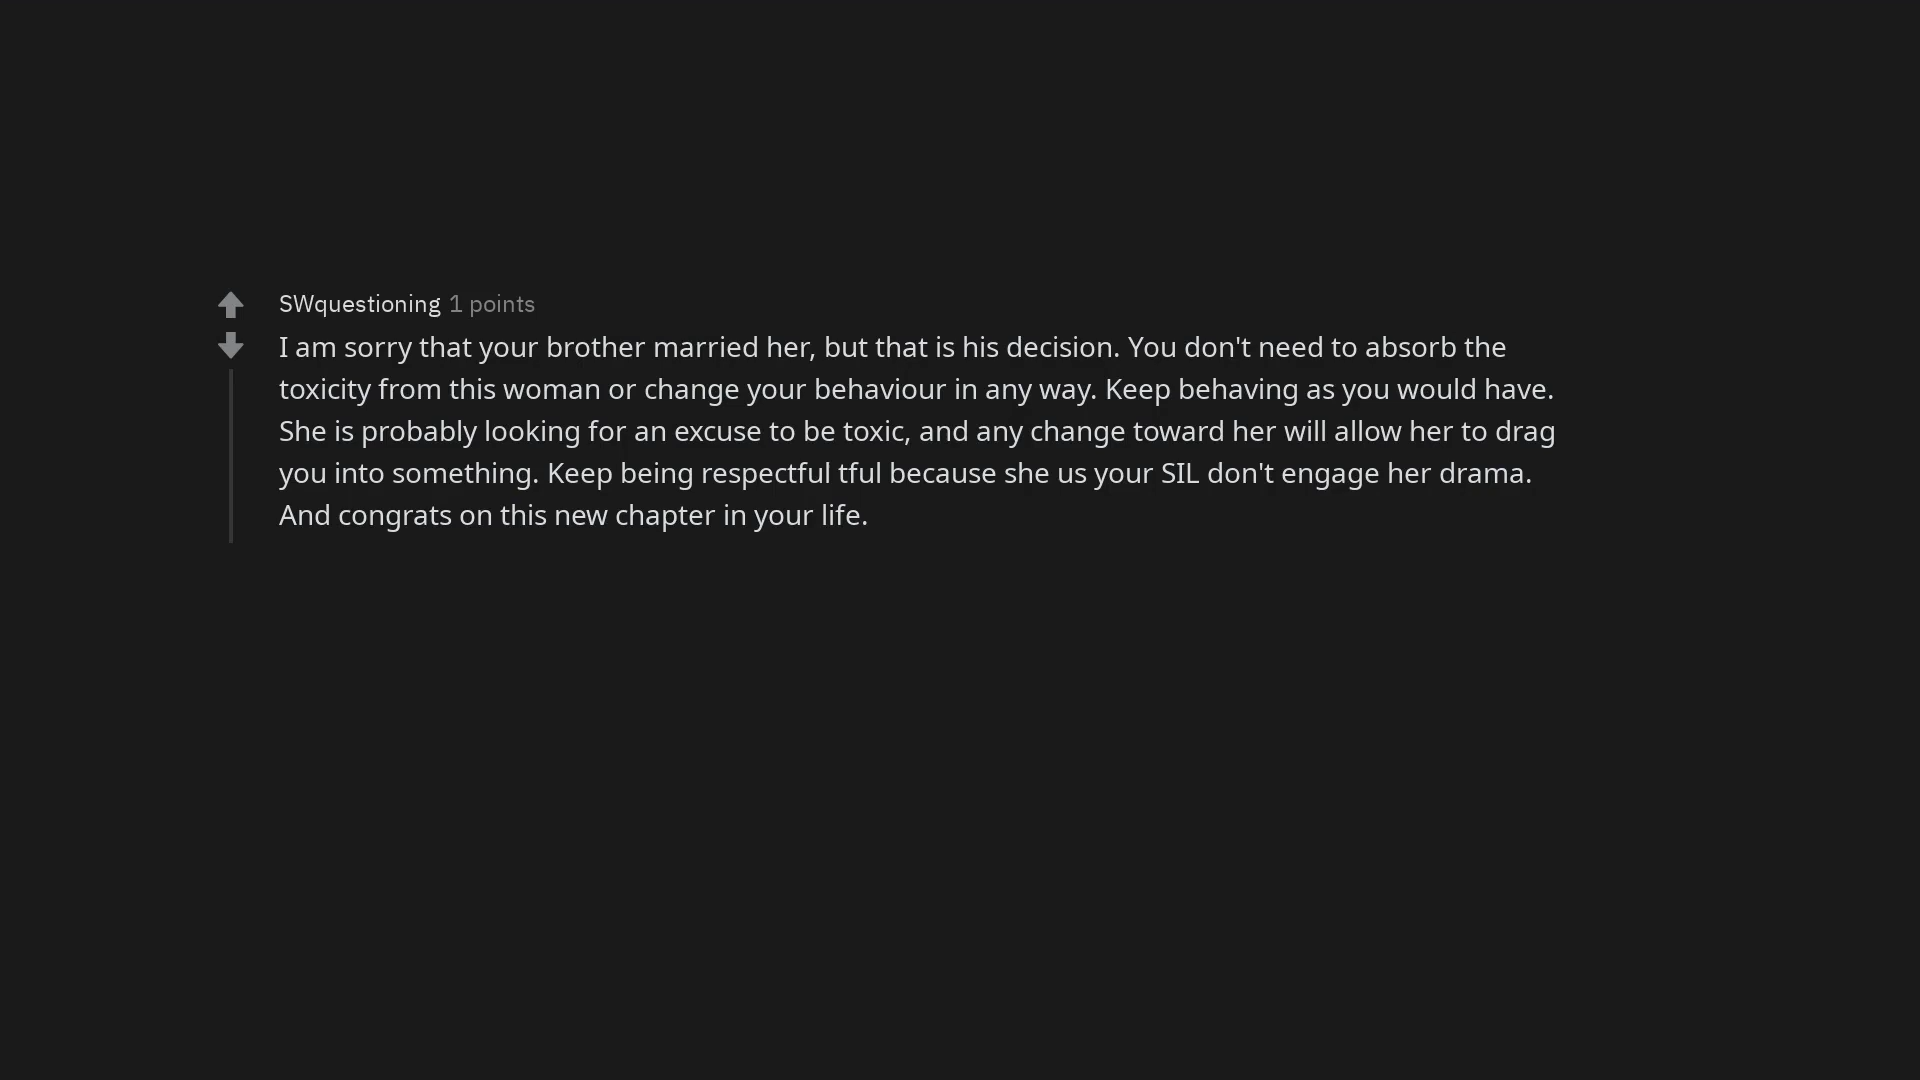 SWquestioning 1 points
I am sorry that your brother married her, but that is his decision. You don't need to absorb the
toxicity from this woman or change your behaviour in any way. Keep behaving as you would have.
She is probably looking for an excuse to be toxic, and any change toward her will allow her to drag
you into something. Keep being respectful tful because she us your SIL don't engage her drama.
And congrats on this new chapter in your life.